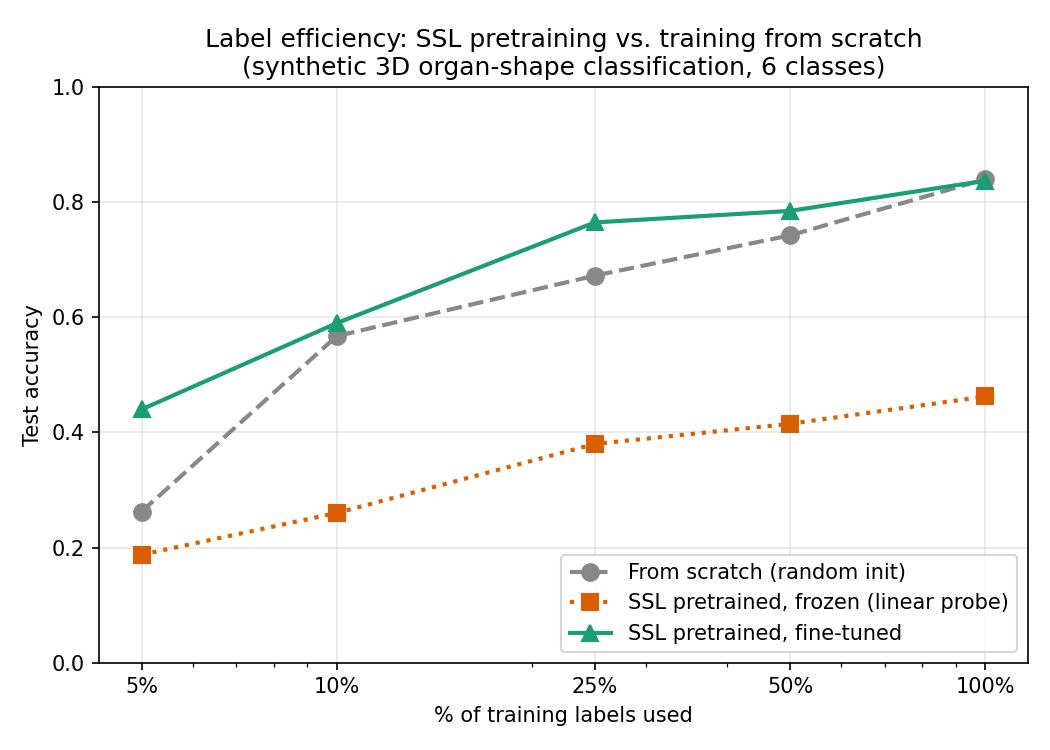 Label efficiency: SSL pretraining vs. training from scratch
(synthetic 3D organ-shape classification, 6 classes)
Test accuracy
1.0
0.8
0.6
0.4
0.2
0.0
From scratch (random init)
SSL pretrained, frozen (linear probe)
SSL pretrained, fine-tuned
5% 10% 25% 50% 100%
% of training labels used